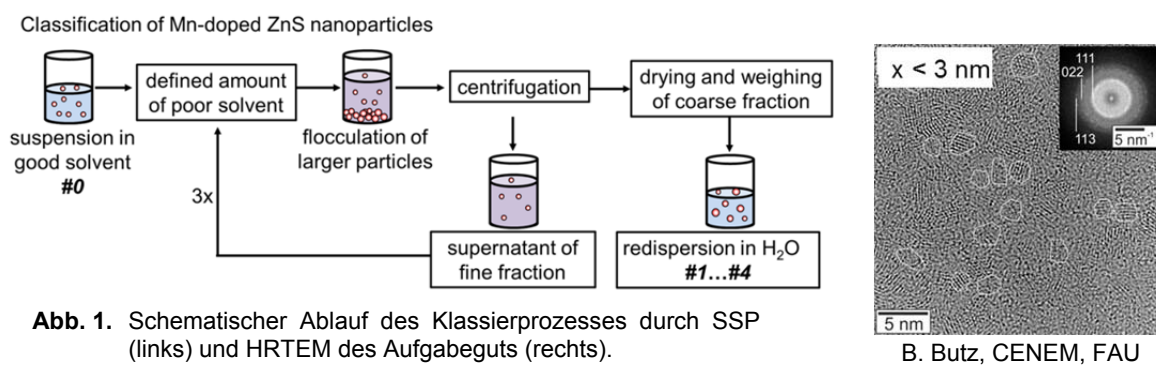 Classification of Mn-doped ZnS nanoparticles
suspension in
good solvent
#0
defined amount
of poor solvent
flocculation of
larger particles
centrifugation
drying and weighing
of coarse fraction
3x
supernatant of
fine fraction
redispersion in H₂O
#1...#4
x < 3 nm
111
022
113
5 nm⁻¹
5 nm
Abb. 1. Schematischer Ablauf des Klassierprozesses durch SSP
(links) und HRTEM des Aufgabeguts (rechts).
B. Butz, CENEM, FAU